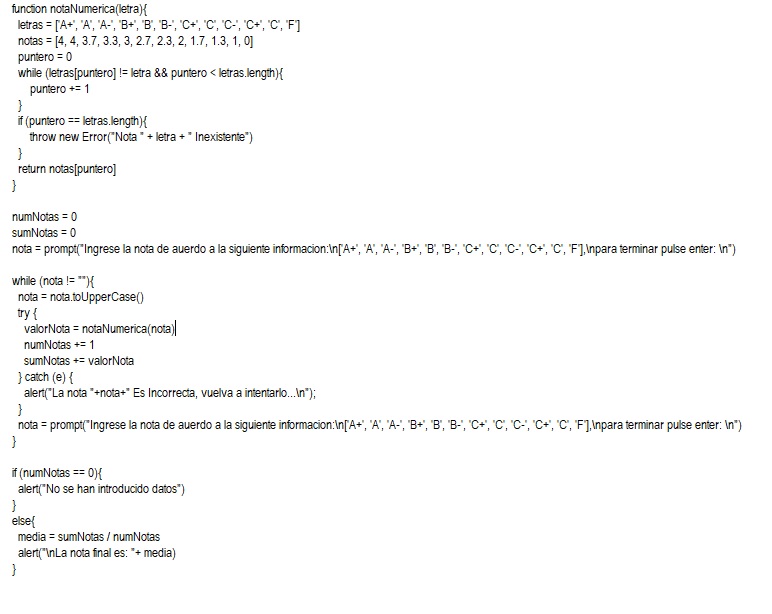 function notaNumerica(letra){
letras = ['A+', 'A', 'A-', 'B+', 'B', 'B-', 'C+', 'C', 'C-', 'C+', 'C', 'F']
notas = [4, 4, 3.7, 3.3, 3, 2.7, 2.3, 2, 1.7, 1.3, 1, 0]
puntero = 0
while (letras[puntero] != letra && puntero < letras.length){
puntero += 1
}
if (puntero == letras.length){
throw new Error("Nota " + letra + " Inexistente")
}
return notas[puntero]
}
numNotas = 0
sumNotas = 0
nota = prompt("Ingrese la nota de auerdo a la siguiente informacion:\n['A+', 'A', 'A-', 'B+', 'B', 'B-', 'C+', 'C', 'C-', 'C+', 'C', 'F'],\npara terminar pulse enter: \n")
while (nota != ""){
nota = nota.toUpperCase()
try {
valorNota = notaNumerica(nota)
numNotas += 1
sumNotas += valorNota
} catch (e) {
alert("La nota "+nota+" Es Incorrecta, vuelva a intentarlo...\n");
}
nota = prompt("Ingrese la nota de auerdo a la siguiente informacion:\n['A+', 'A', 'A-', 'B+', 'B', 'B-', 'C+', 'C', 'C-', 'C+', 'C', 'F'],\npara terminar pulse enter: \n")
}
if (numNotas == 0){
alert("No se han introducido datos")
}
else{
media = sumNotas / numNotas
alert("\nLa nota final es: "+ media)
}